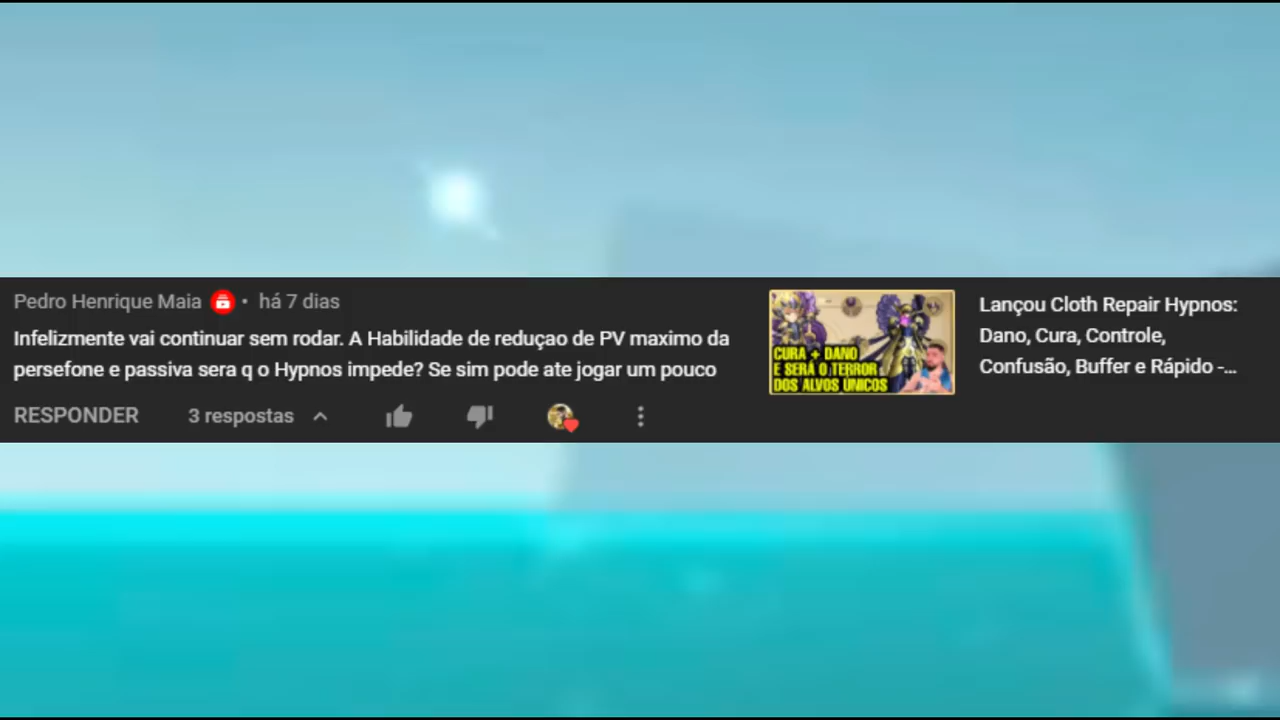 Pedro Henrique Maia • há 7 dias
Infelizmente vai continuar sem rodar. A Habilidade de reduçao de PV maximo da
persefone e passiva sera q o Hypnos impede? Se sim pode ate jogar um pouco
RESPONDER 3 respostas
CURA + DANO
E SERÁ O TERROR
DOS ALVOS ÚNICOS
Lançou Cloth Repair Hypnos:
Dano, Cura, Controle,
Confusão, Buffer e Rápido -...